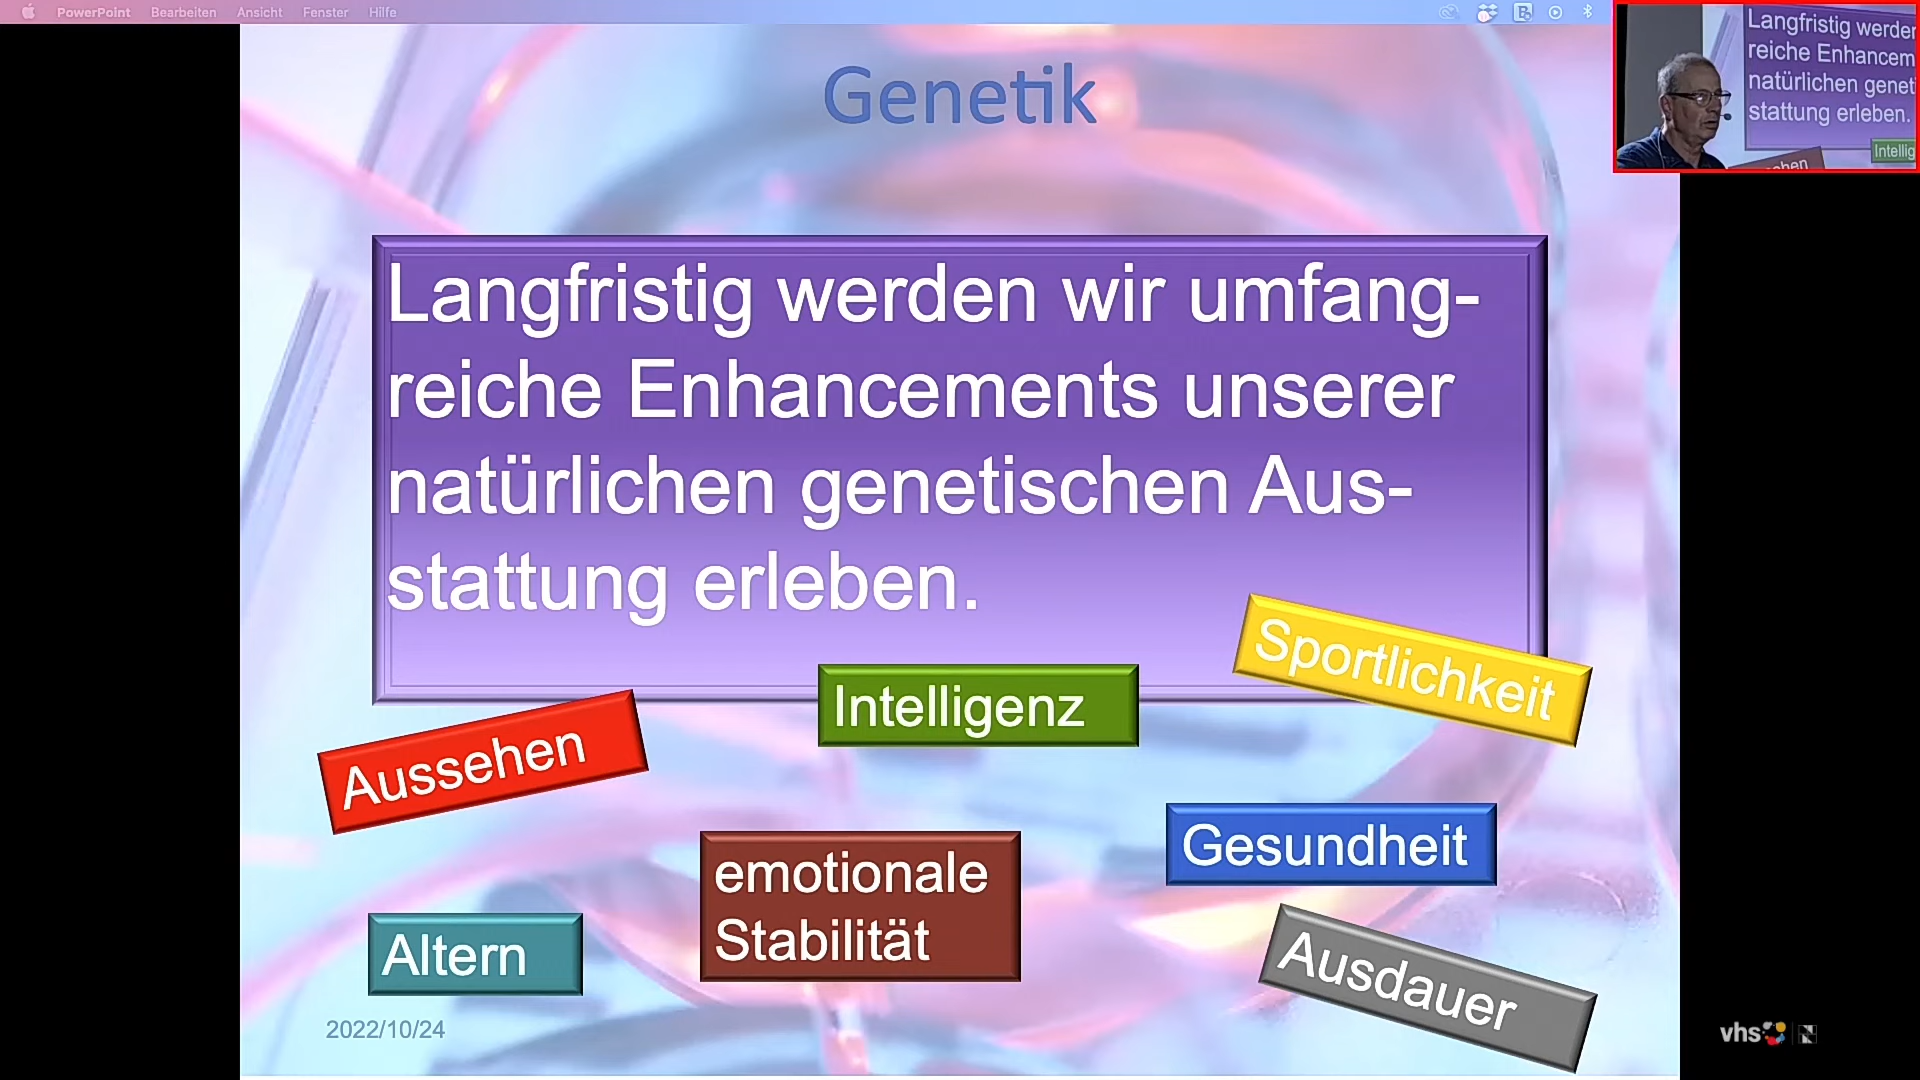 PowerPoint Bearbeiten Ansicht Fenster Hilfe
Genetik
Langfristig werden wir umfang-
reiche Enhancements unserer
natürlichen genetischen Aus-
stattung erleben.
Sportlichkeit
Intelligenz
Aussehen
Gesundheit
emotionale
Stabilität
Altern
Ausdauer
2022/10/24
Langfristig werden
reiche Enhancem
natürlichen genet
stattung erleben.
Intellig
ehen
vhs